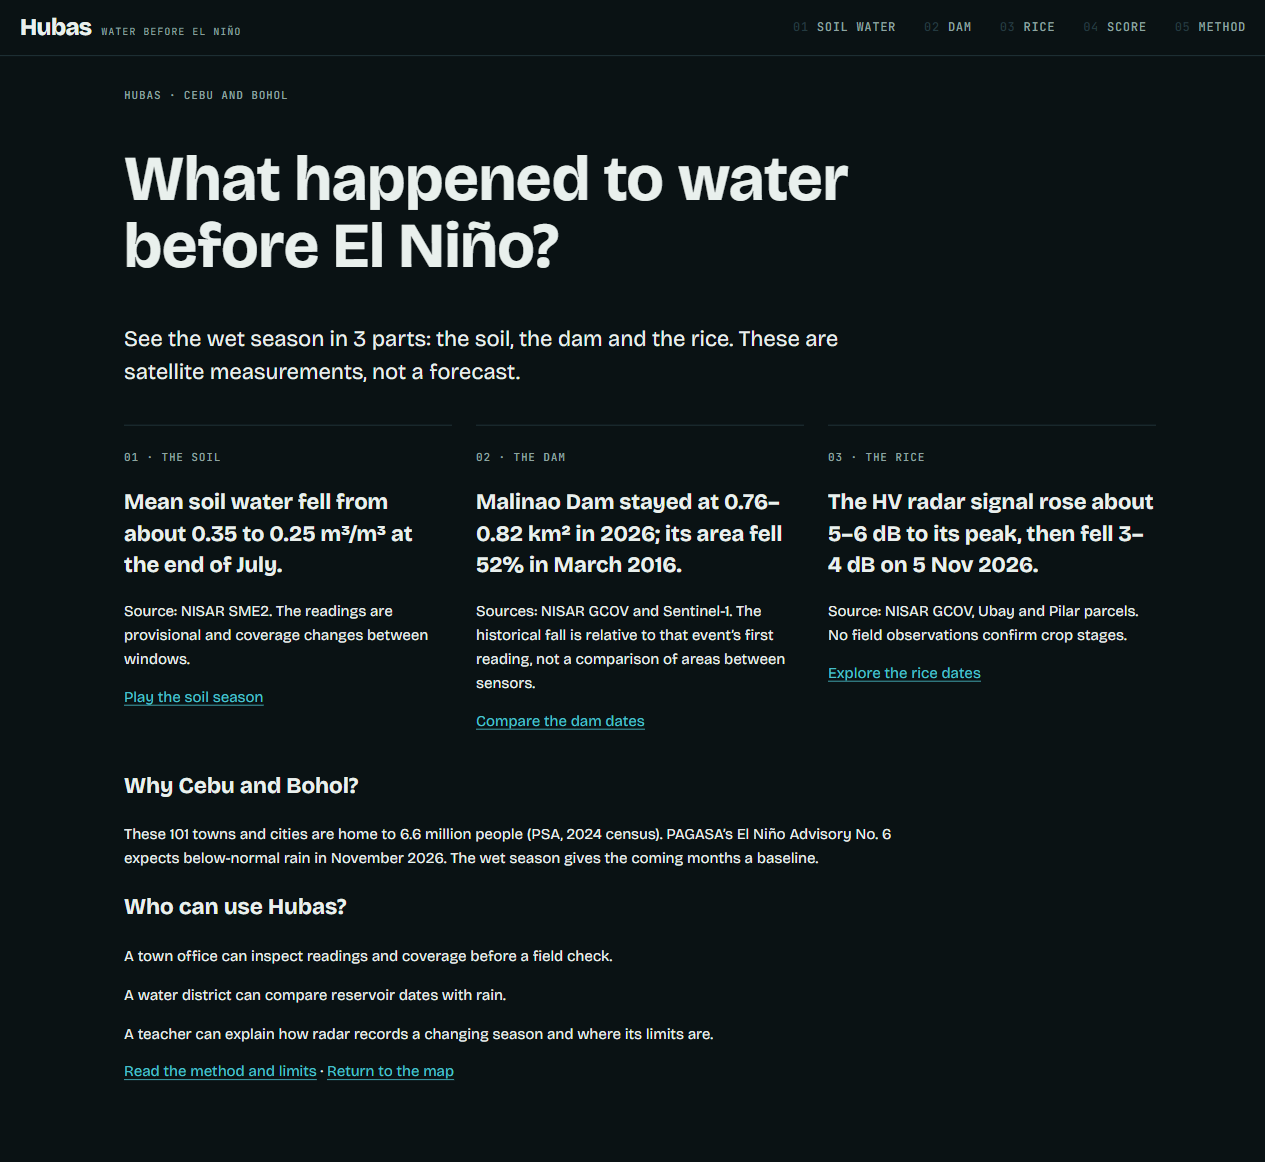 Hubas WATER BEFORE EL NIÑO
01 SOIL WATER 02 DAM 03 RICE 04 SCORE 05 METHOD
HUBAS · CEBU AND BOHOL
What happened to water
before El Niño?
See the wet season in 3 parts: the soil, the dam and the rice. These are
satellite measurements, not a forecast.
01 · THE SOIL
Mean soil water fell from
about 0.35 to 0.25 m³/m³ at
the end of July.
Source: NISAR SME2. The readings are
provisional and coverage changes between
windows.
Play the soil season
02 · THE DAM
Malinao Dam stayed at 0.76–
0.82 km² in 2026; its area fell
52% in March 2016.
Sources: NISAR GCOV and Sentinel-1. The
historical fall is relative to that event's first
reading, not a comparison of areas between
sensors.
Compare the dam dates
03 · THE RICE
The HV radar signal rose about
5–6 dB to its peak, then fell 3–
4 dB on 5 Nov 2026.
Source: NISAR GCOV, Ubay and Pilar parcels.
No field observations confirm crop stages.
Explore the rice dates
Why Cebu and Bohol?
These 101 towns and cities are home to 6.6 million people (PSA, 2024 census). PAGASA's El Niño Advisory No. 6
expects below-normal rain in November 2026. The wet season gives the coming months a baseline.
Who can use Hubas?
A town office can inspect readings and coverage before a field check.
A water district can compare reservoir dates with rain.
A teacher can explain how radar records a changing season and where its limits are.
Read the method and limits · Return to the map